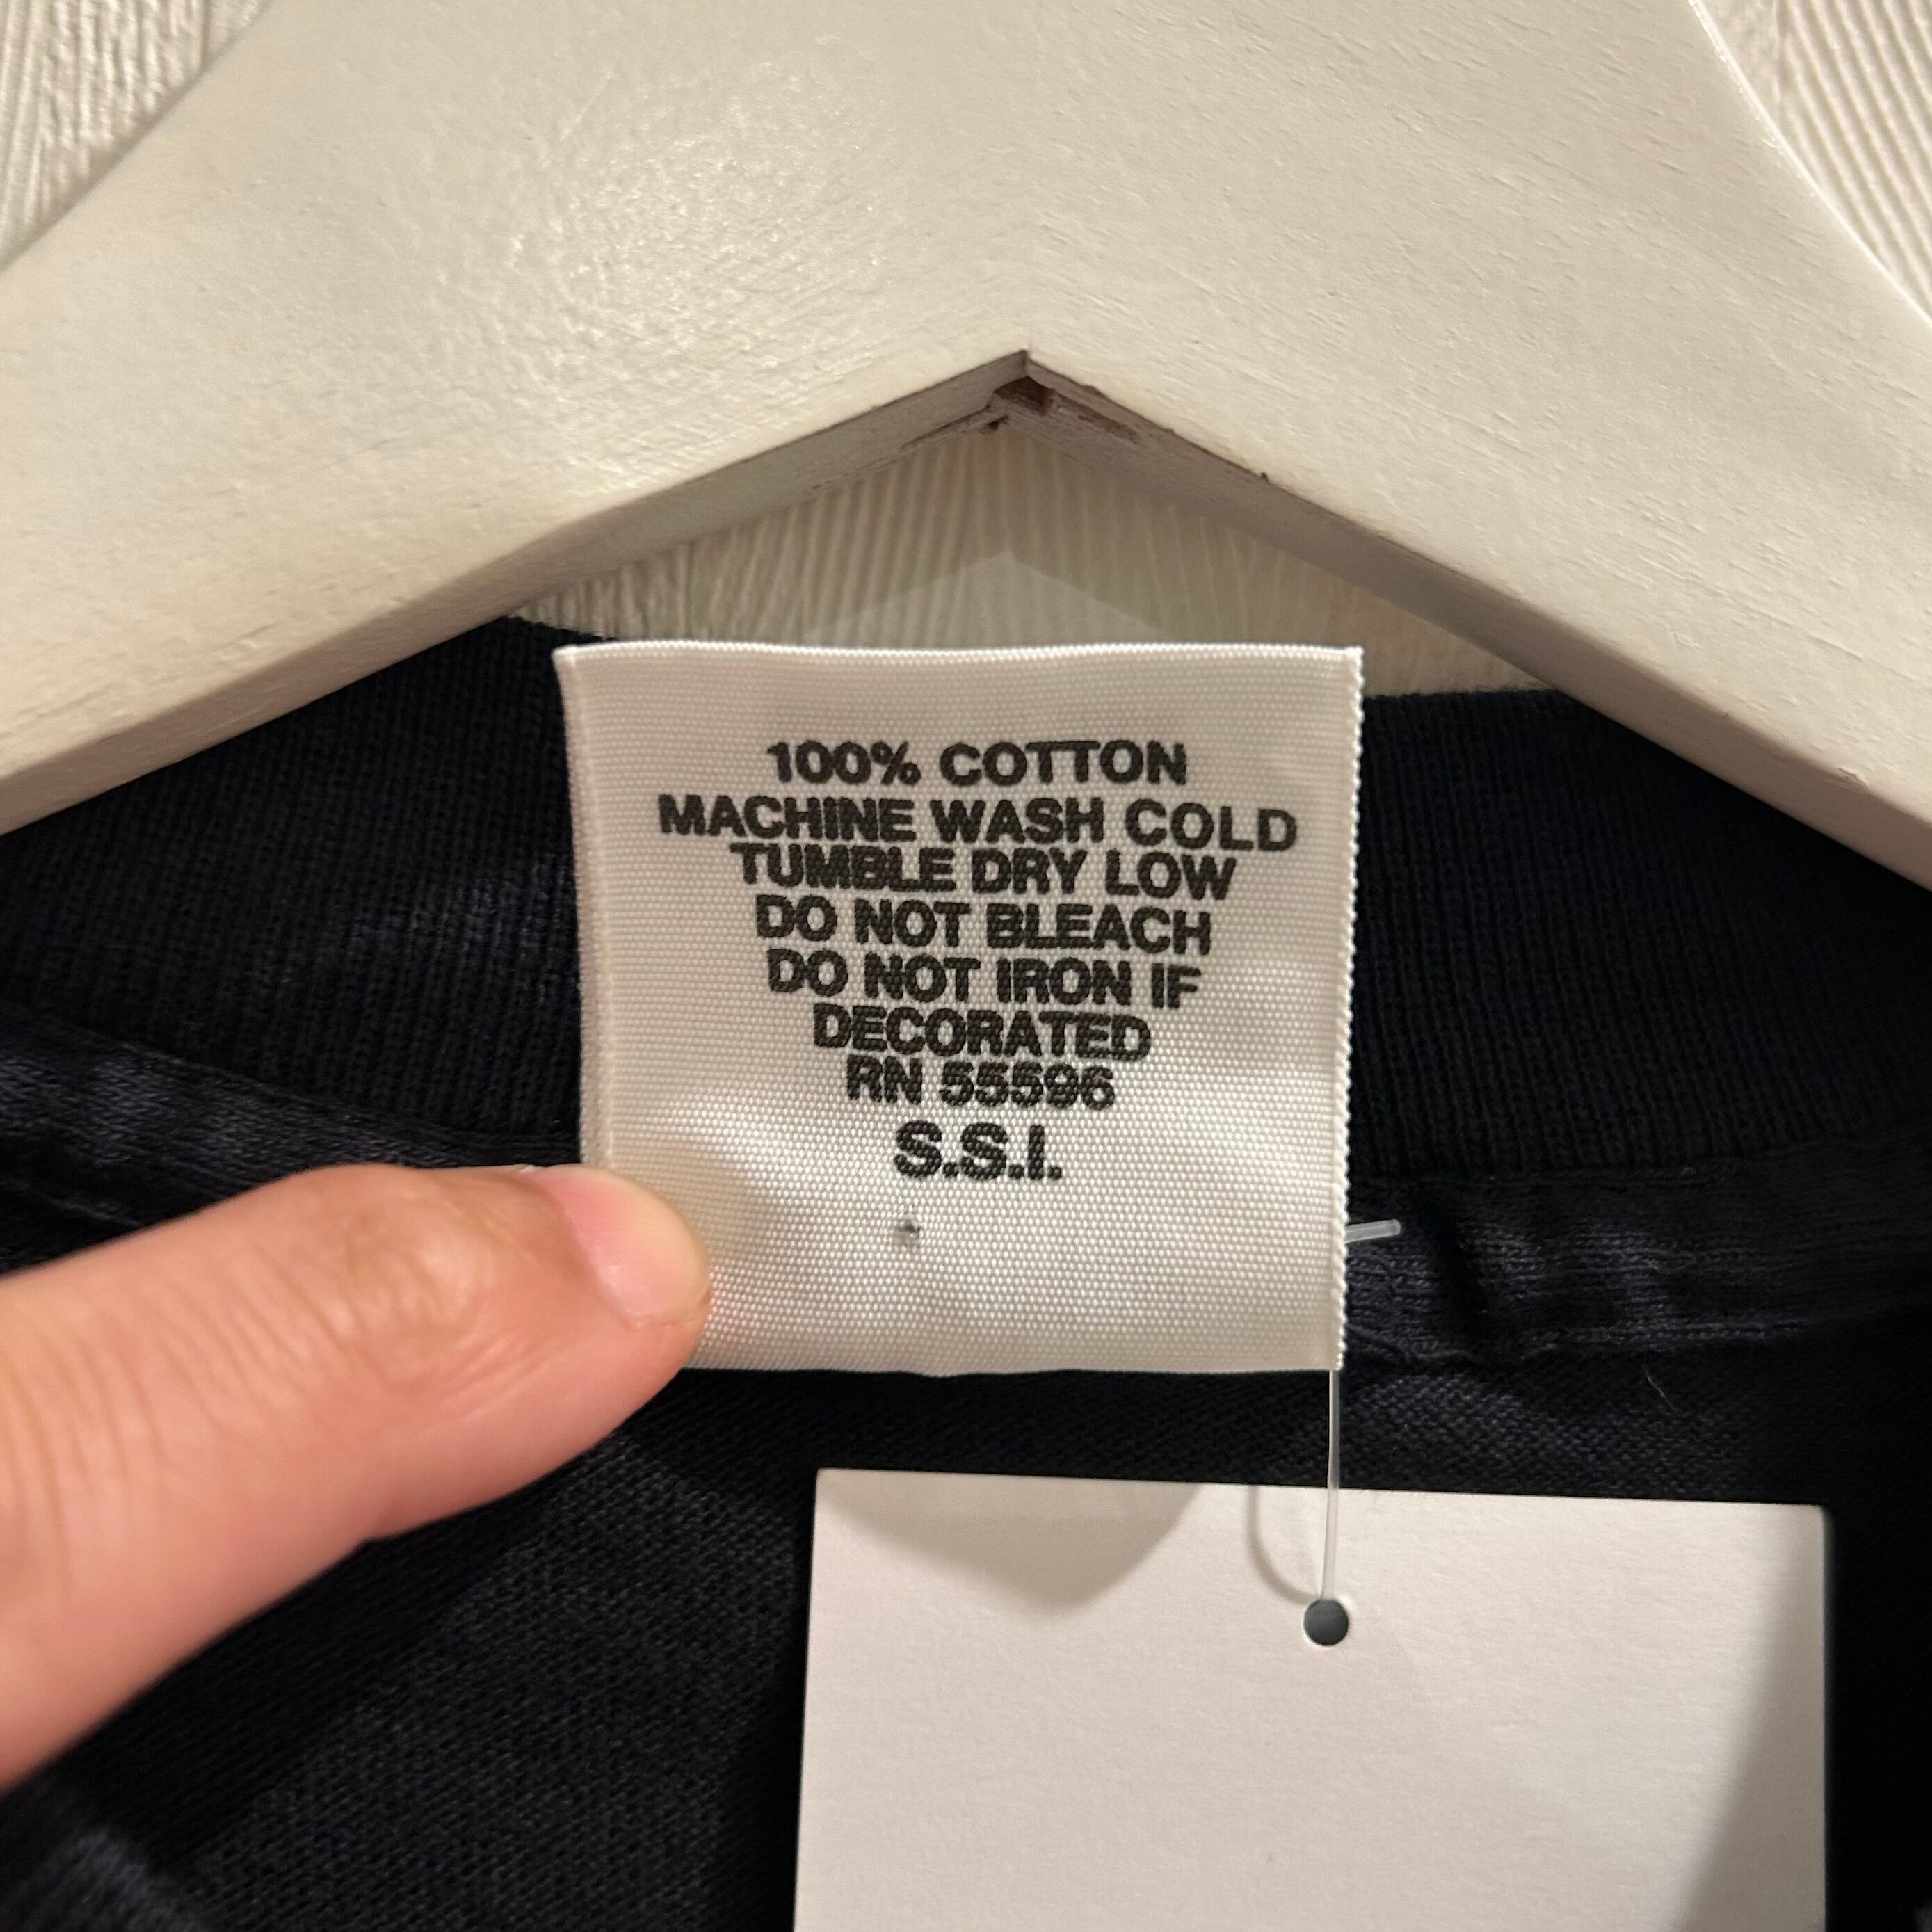 100% COTTON
MACHINE WASH COLD
TUMBLE DRY LOW
DO NOT BLEACH
DO NOT IRON IF
DECORATED
RN 55596
S.S.I.